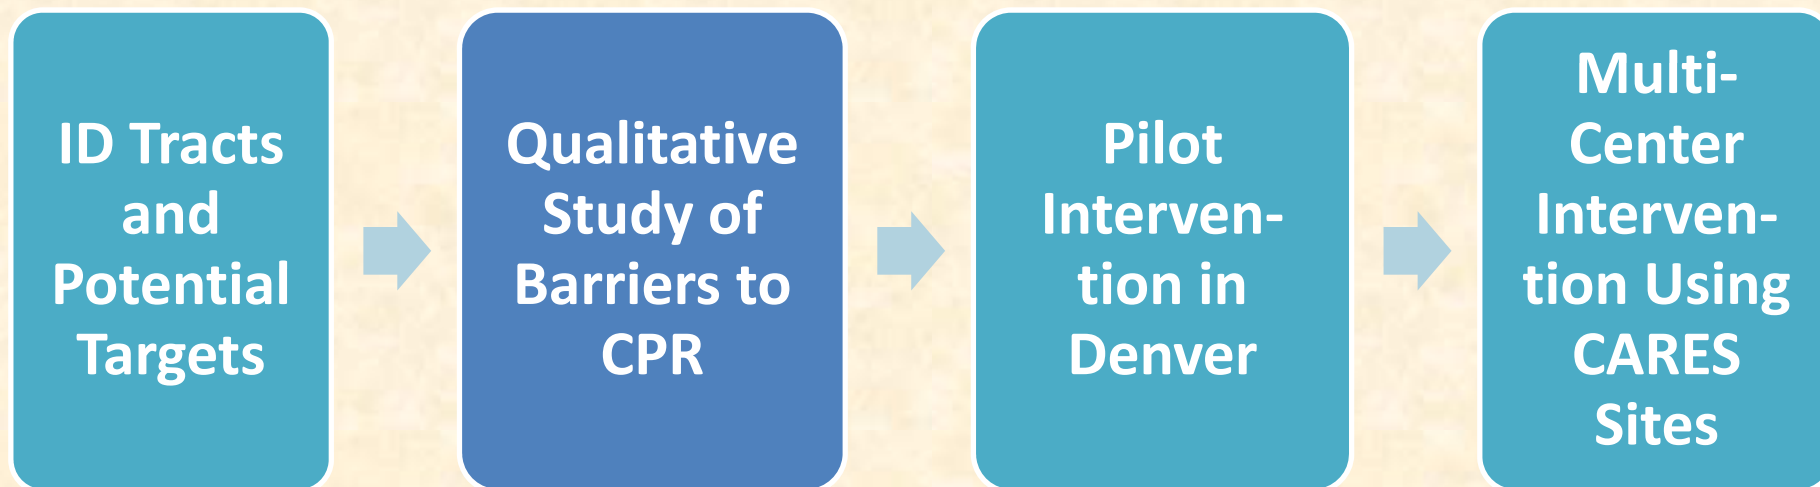 ID Tracts
and
Potential
Targets
Qualitative
Study of
Barriers to
CPR
Pilot
Interven-
tion in
Denver
Multi-
Center
Interven-
tion Using
CARES
Sites